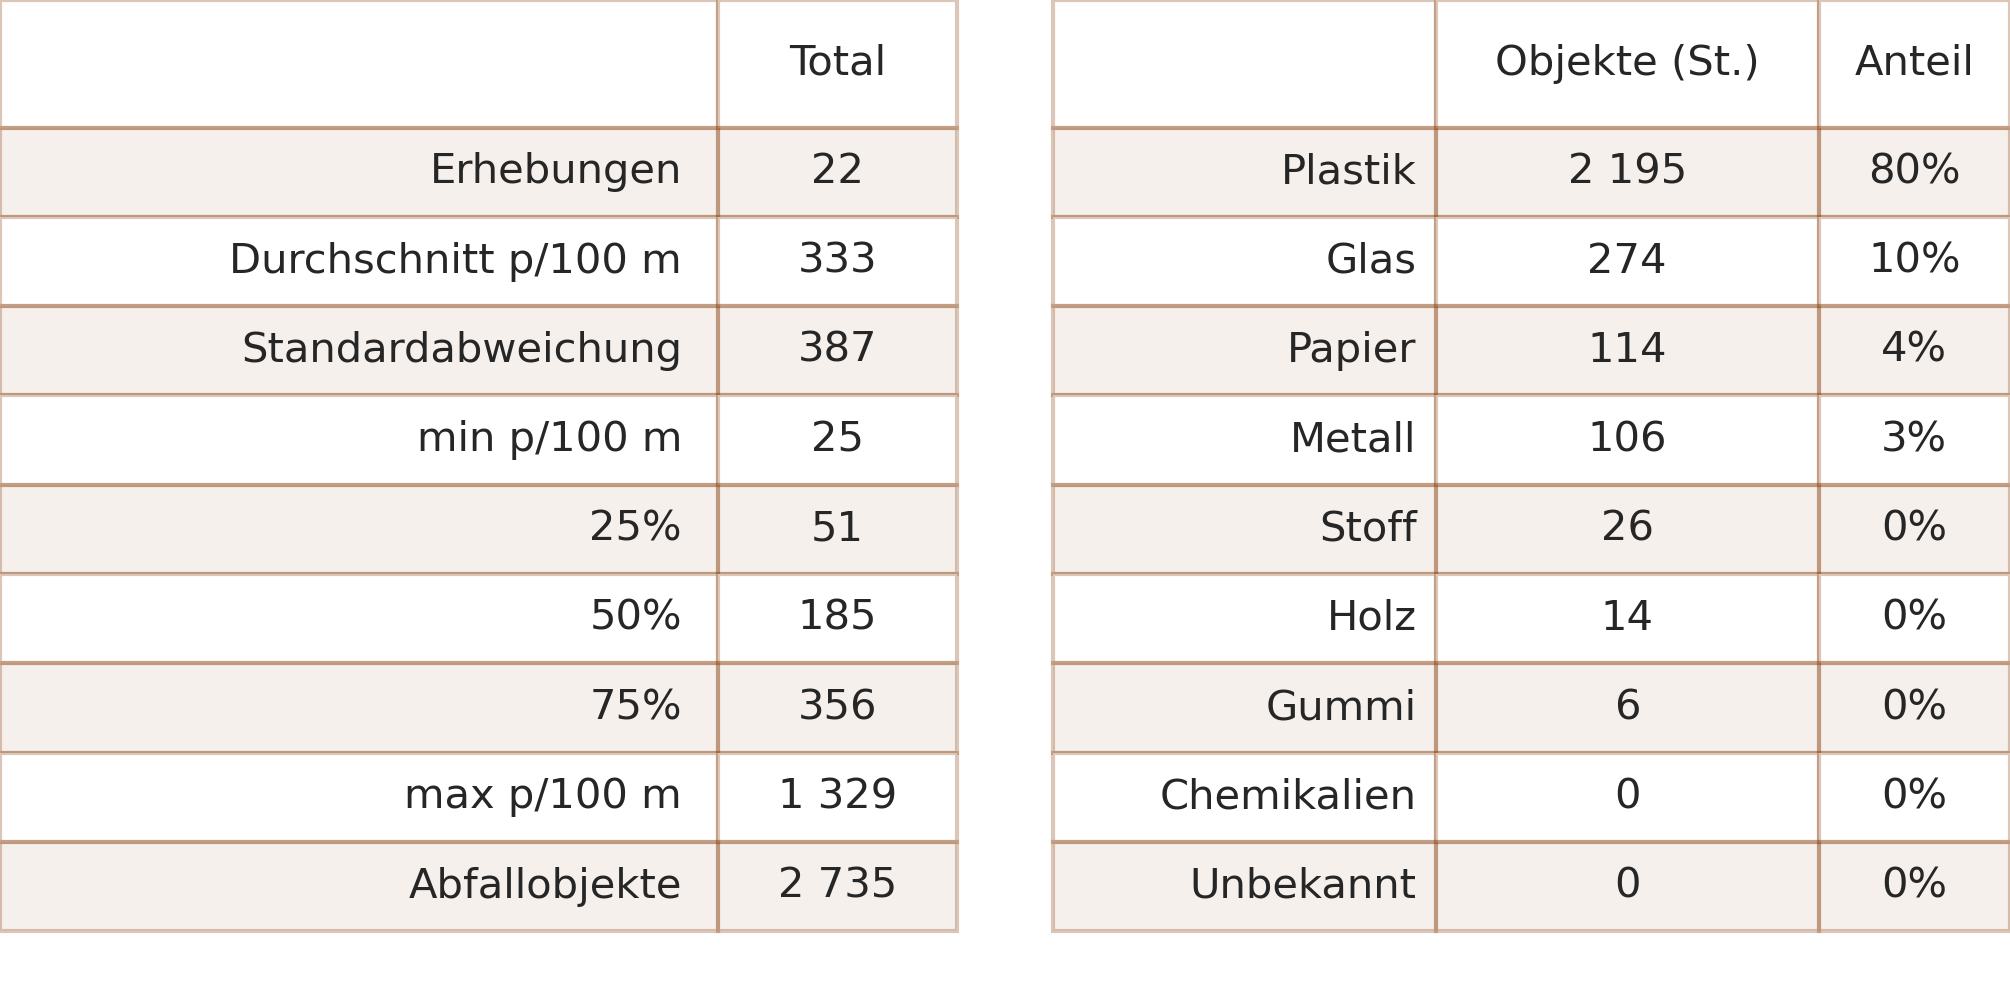 Total
Erhebungen 22
Durchschnitt p/100 m 333
Standardabweichung 387
min p/100 m 25
25% 51
50% 185
75% 356
max p/100 m 1 329
Abfallobjekte 2 735
Objekte (St.) Anteil
Plastik 2 195 80%
Glas 274 10%
Papier 114 4%
Metall 106 3%
Stoff 26 0%
Holz 14 0%
Gummi 6 0%
Chemikalien 0 0%
Unbekannt 0 0%